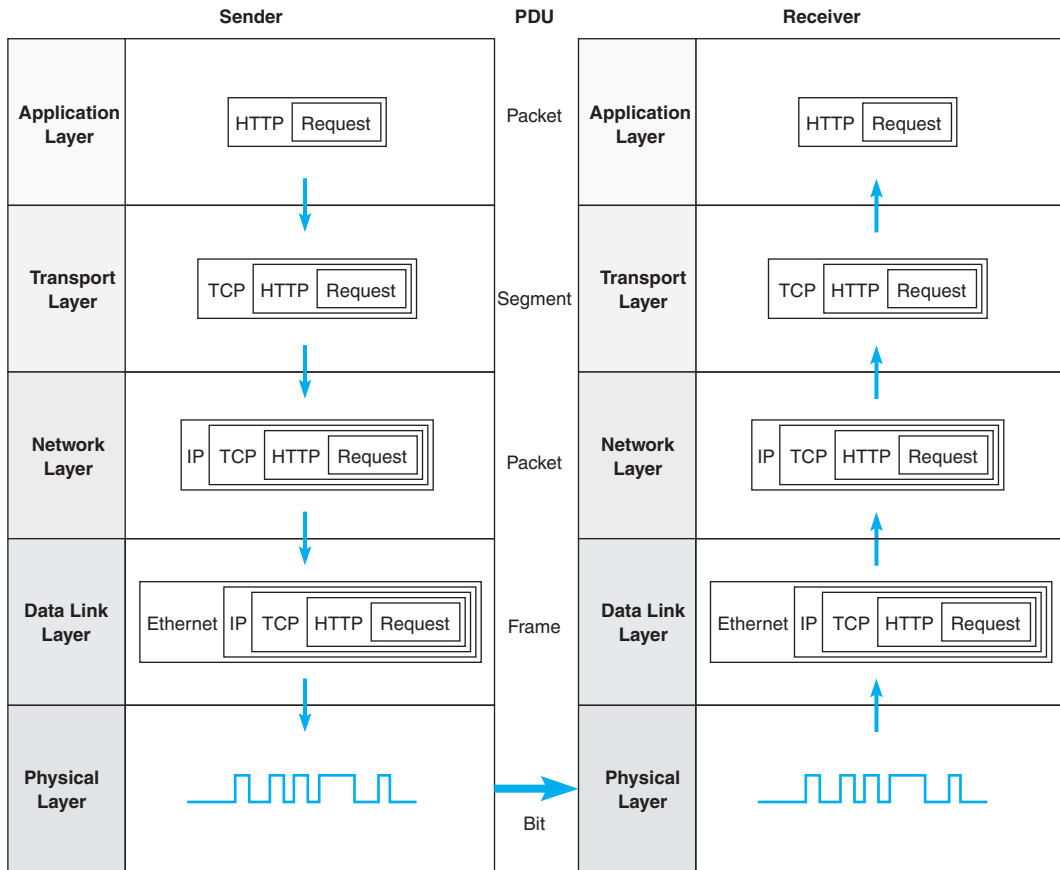 Sender PDU Receiver
Application
Layer
HTTP Request
Packet
Application
Layer
HTTP Request
Transport
Layer
TCP HTTP Request
Segment
Transport
Layer
TCP HTTP Request
Network
Layer
IP TCP HTTP Request
Packet
Network
Layer
IP TCP HTTP Request
Data Link
Layer
Ethernet IP TCP HTTP Request
Frame
Data Link
Layer
Ethernet IP TCP HTTP Request
Physical
Layer
Bit
Physical
Layer